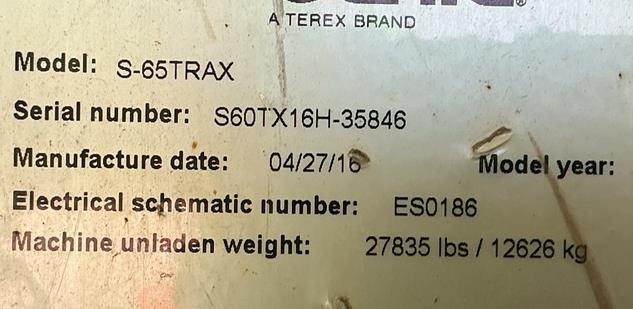 A TEREX BRAND
Model: S-65TRAX
Serial number: S60TX16H-35846
Manufacture date: 04/27/16 Model year:
Electrical schematic number: ES0186
Machine unladen weight: 27835 lbs / 12626 kg